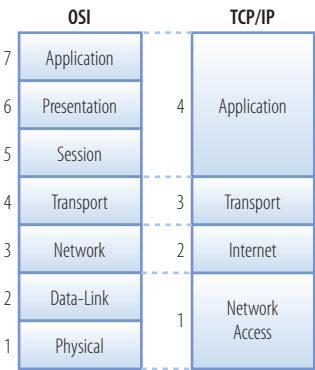 OSI TCP/IP
7 Application
6 Presentation 4 Application
5 Session
4 Transport 3 Transport
3 Network 2 Internet
2 Data-Link
1 Network
Access
1 Physical